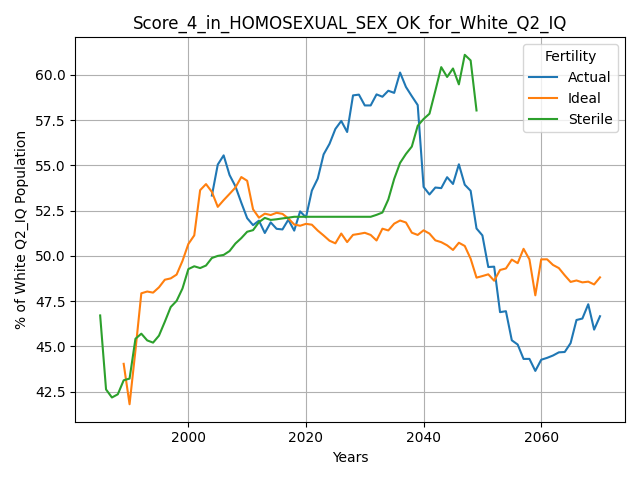 Score_4_in_HOMOSEXUAL_SEX_OK_for_White_Q2_IQ
Fertility
Actual
Ideal
Sterile
% of White Q2_IQ Population
60.0
57.5
55.0
52.5
50.0
47.5
45.0
42.5
2000
2020
2040
2060
Years